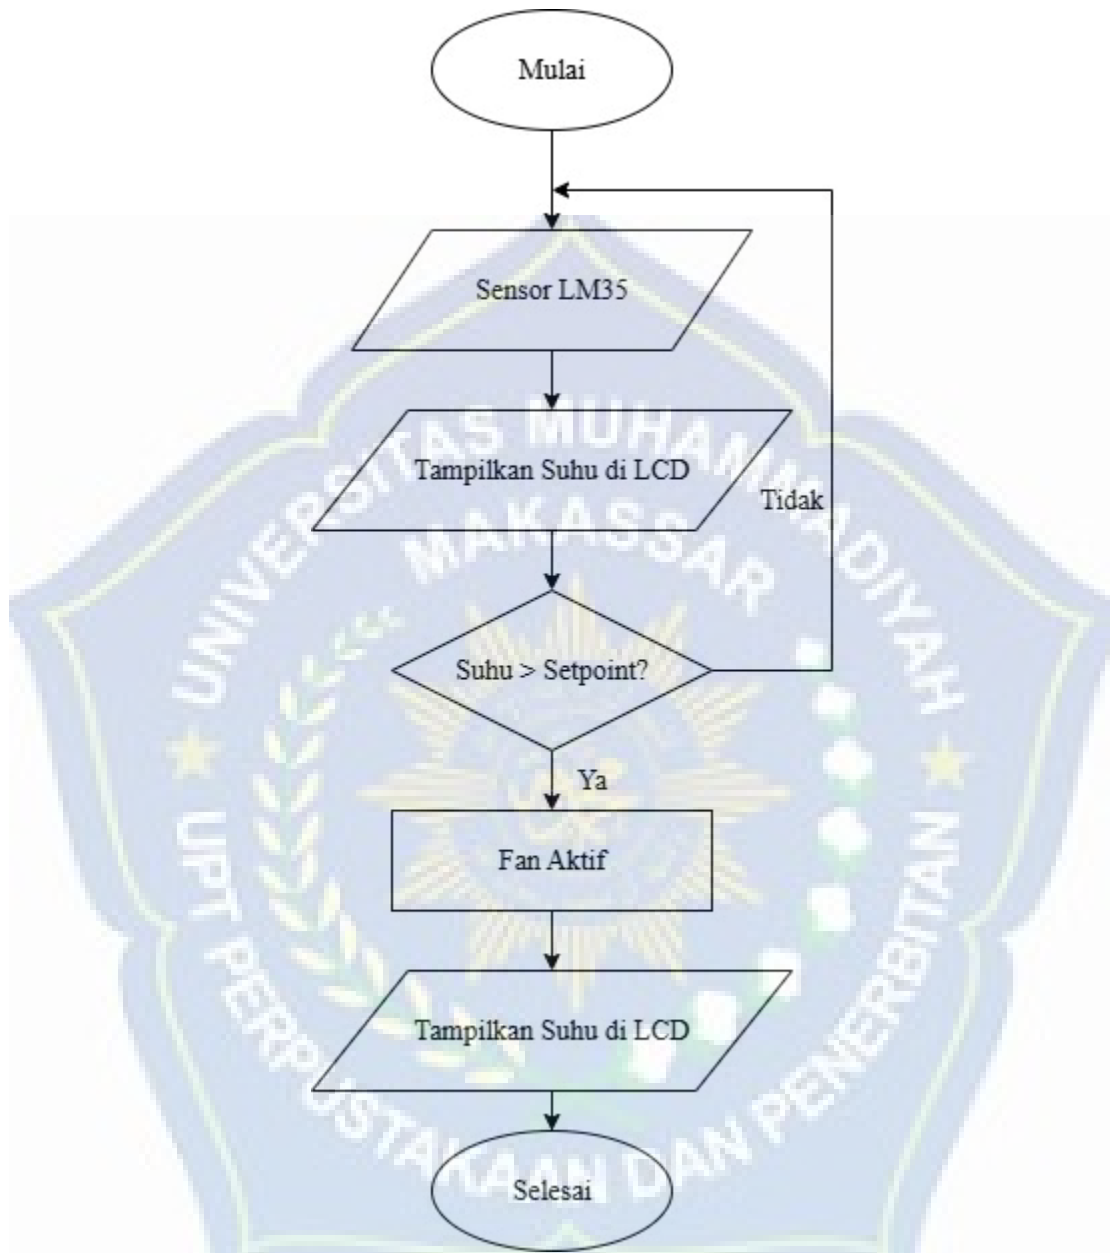 Mulai
Sensor LM35
Tampilkan Suhu di LCD
Tidak
Suhu > Setpoint?
Ya
Fan Aktif
Tampilkan Suhu di LCD
Selesai
UNIVERSITAS MUHAMMADIYAH
MAKASSAR
UPT PERPUSTAKAAN DAN PENERBITAN